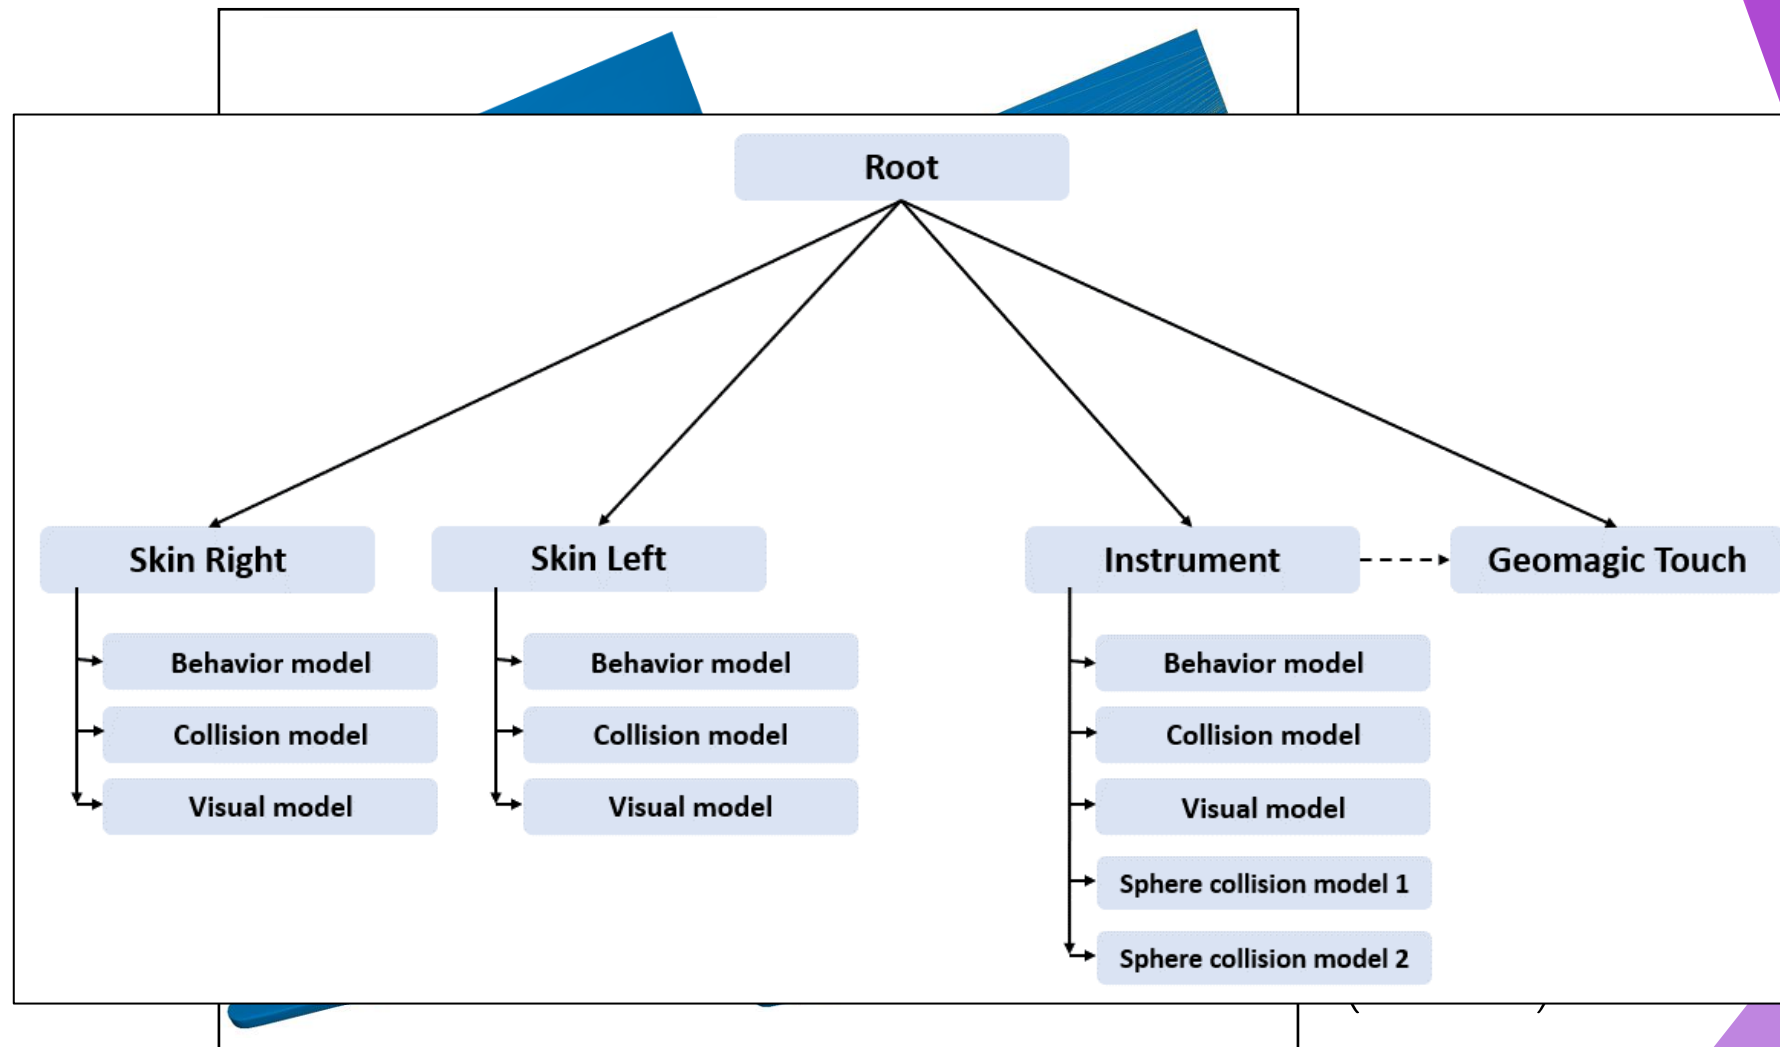 Root
Skin Right
Skin Left
Instrument
Geomagic Touch
Behavior model
Collision model
Visual model
Behavior model
Collision model
Visual model
Behavior model
Collision model
Visual model
Sphere collision model 1
Sphere collision model 2